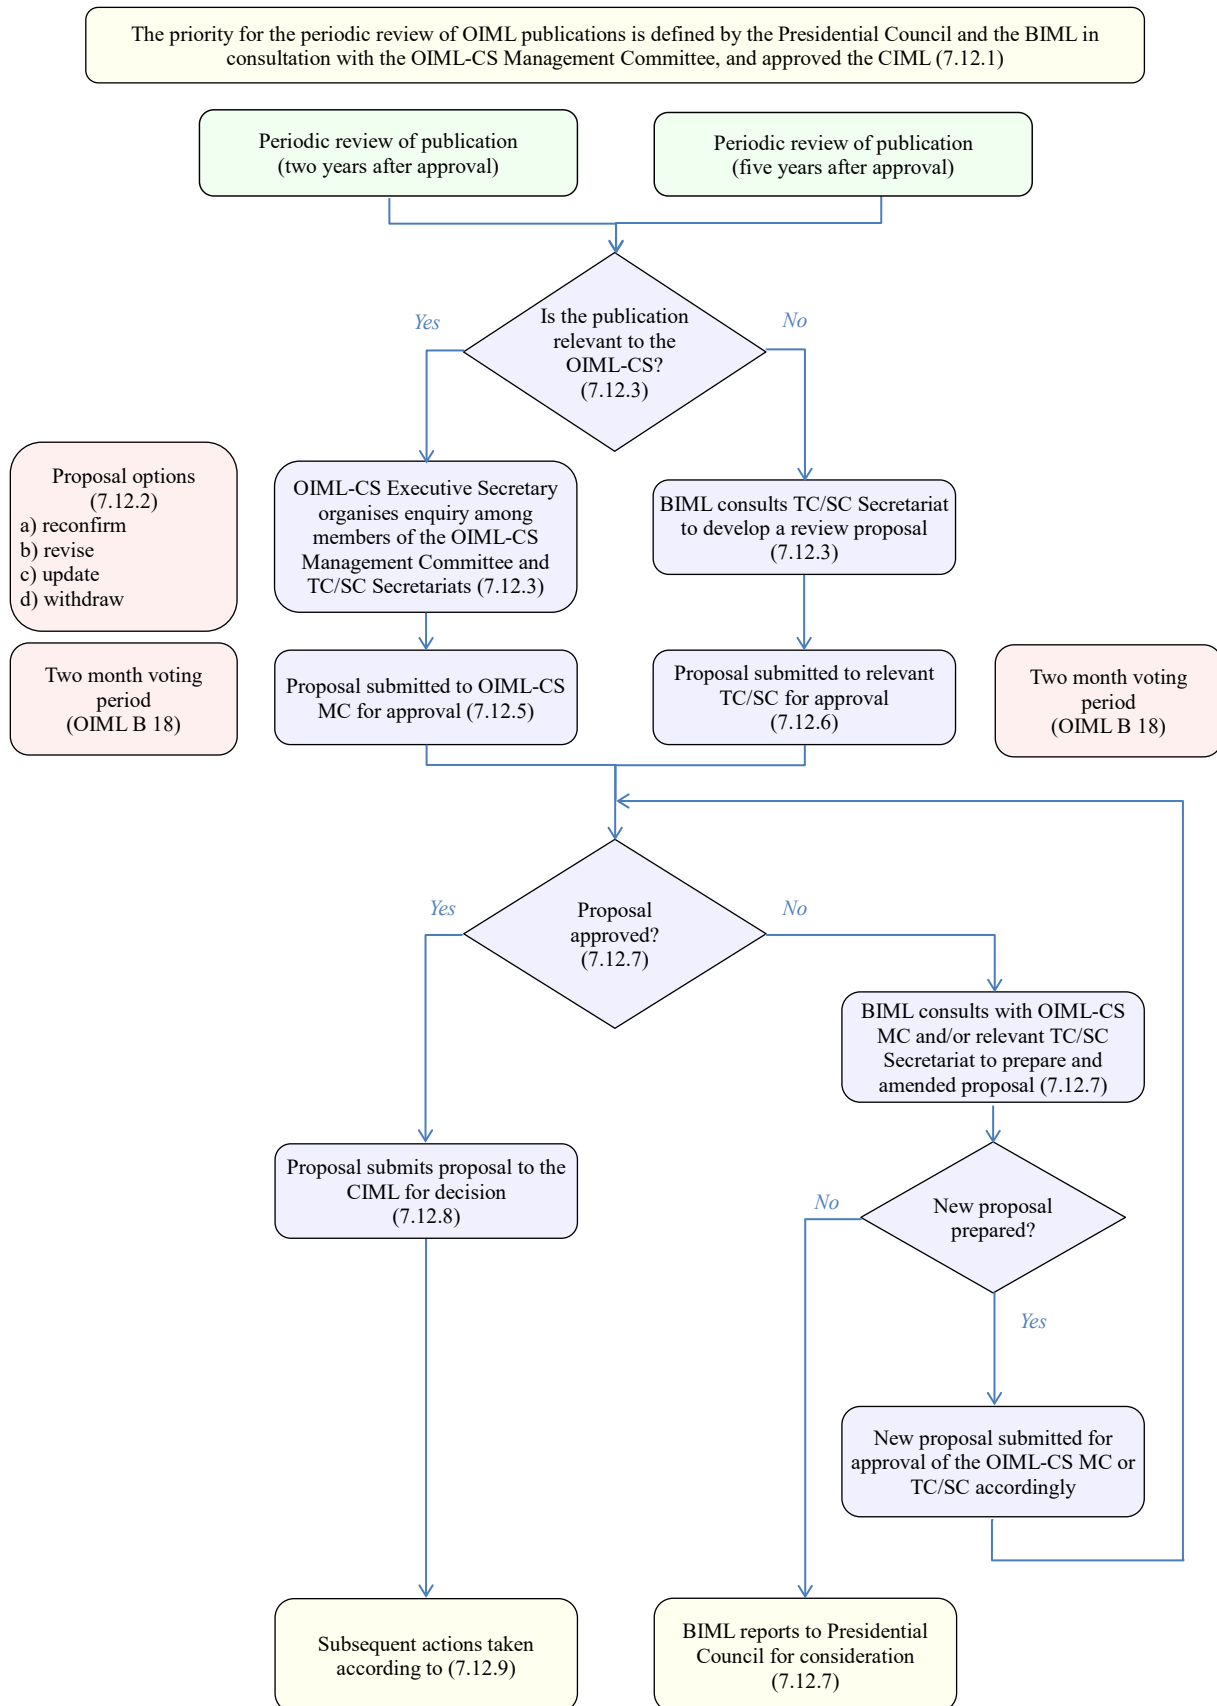 The priority for the periodic review of OIML publications is defined by the Presidential Council and the BIML in
consultation with the OIML-CS Management Committee, and approved the CIML (7.12.1)
Periodic review of publication
(two years after approval)
Periodic review of publication
(five years after approval)
Is the publication
relevant to the
OIML-CS?
(7.12.3)
Yes
No
Proposal options
(7.12.2)
a) reconfirm
b) revise
c) update
d) withdraw
OIML-CS Executive Secretary
organises enquiry among
members of the OIML-CS
Management Committee and
TC/SC Secretariats (7.12.3)
BIML consults TC/SC Secretariat
to develop a review proposal
(7.12.3)
Two month voting
period
(OIML B 18)
Proposal submitted to OIML-CS
MC for approval (7.12.5)
Proposal submitted to relevant
TC/SC for approval
(7.12.6)
Two month voting
period
(OIML B 18)
Proposal
approved?
(7.12.7)
Yes
No
BIML consults with OIML-CS
MC and/or relevant TC/SC
Secretariat to prepare and
amended proposal (7.12.7)
Proposal submits proposal to the
CIML for decision
(7.12.8)
New proposal
prepared?
No
Yes
New proposal submitted for
approval of the OIML-CS MC or
TC/SC accordingly
Subsequent actions taken
according to (7.12.9)
BIML reports to Presidential
Council for consideration
(7.12.7)